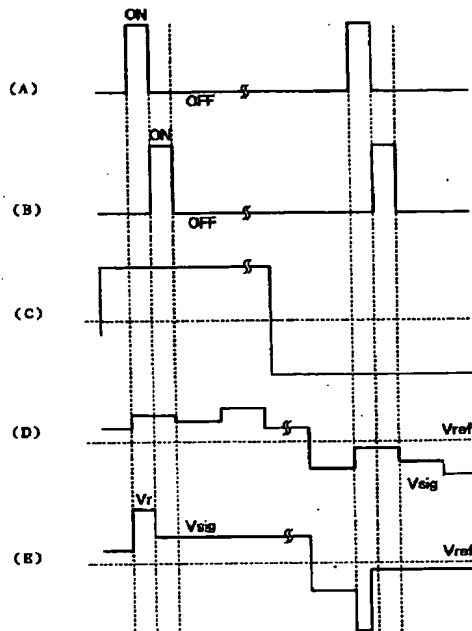 ON
(A)
OFF
ON
(B)
OFF
(C)
(D)
Vref
Vsig
Vr
Vsig
Vref
(E)